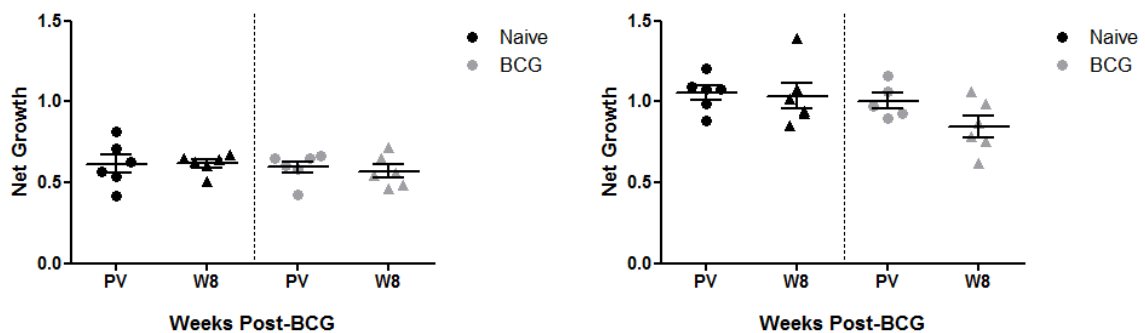 1.5
1.0
0.5
0.0
Net Growth
PV
W8
PV
W8
Weeks Post-BCG
Naive
BCG
1.5
1.0
0.5
0.0
Net Growth
PV
W8
PV
W8
Weeks Post-BCG
Naive
BCG